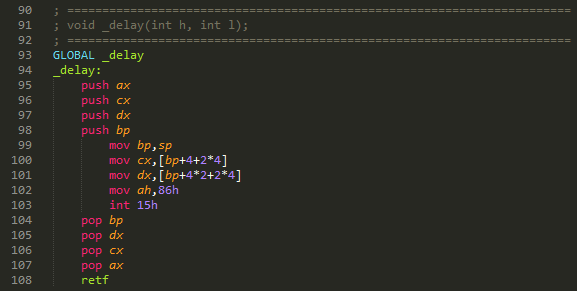 90 ; ========================================================================
91 ; void _delay(int h, int l);
92 ; ========================================================================
93 GLOBAL _delay
94 _delay:
95     push ax
96     push cx
97     push dx
98     push bp
99         mov bp,sp
100         mov cx,[bp+4+2*4]
101         mov dx,[bp+4*2+2*4]
102         mov ah,86h
103         int 15h
104     pop bp
105     pop dx
106     pop cx
107     pop ax
108     retf